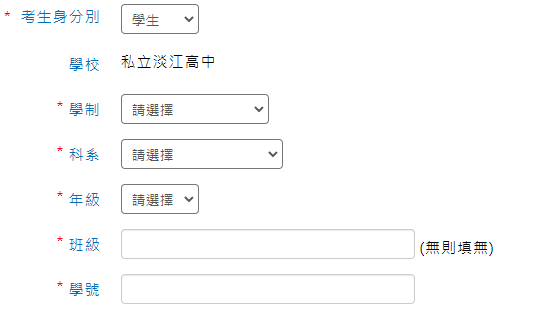 * 考生身分別 學生
學校 私立淡江高中
* 學制 請選擇
* 科系 請選擇
* 年級 請選擇
* 班級 (無則填無)
* 學號